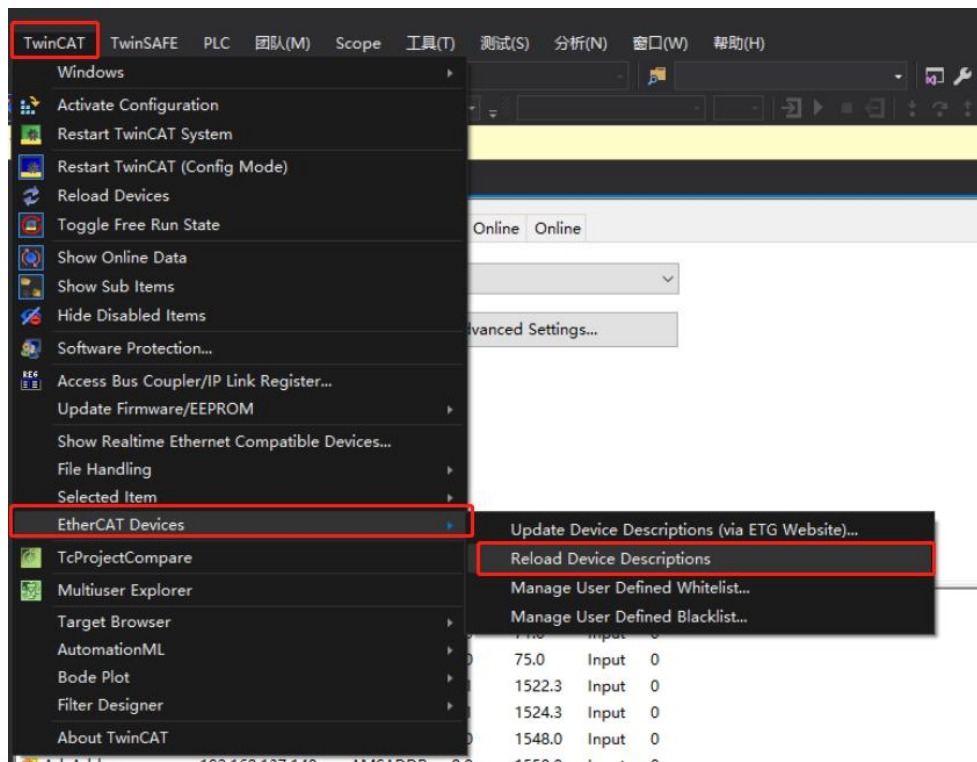 TwinCAT TwinSAFE PLC 团队(M) Scope 工具(T) 测试(S) 分析(N) 窗口(W) 帮助(H)
Windows
Activate Configuration
Restart TwinCAT System
Restart TwinCAT (Config Mode)
Reload Devices
Toggle Free Run State
Online Online
Show Online Data
Show Sub Items
Hide Disabled Items
Advanced Settings...
Software Protection...
REG
Access Bus Coupler/IP Link Register...
Update Firmware/EEPROM
Show Realtime Ethernet Compatible Devices...
File Handling
Selected Item
EtherCAT Devices
Update Device Descriptions (via ETG Website)...
Reload Device Descriptions
Manage User Defined Whitelist...
Manage User Defined Blacklist...
TcProjectCompare
Multiuser Explorer
Target Browser
AutomationML
Bode Plot
Filter Designer
About TwinCAT
75.0 Input 0
1522.3 Input 0
1524.3 Input 0
1548.0 Input 0